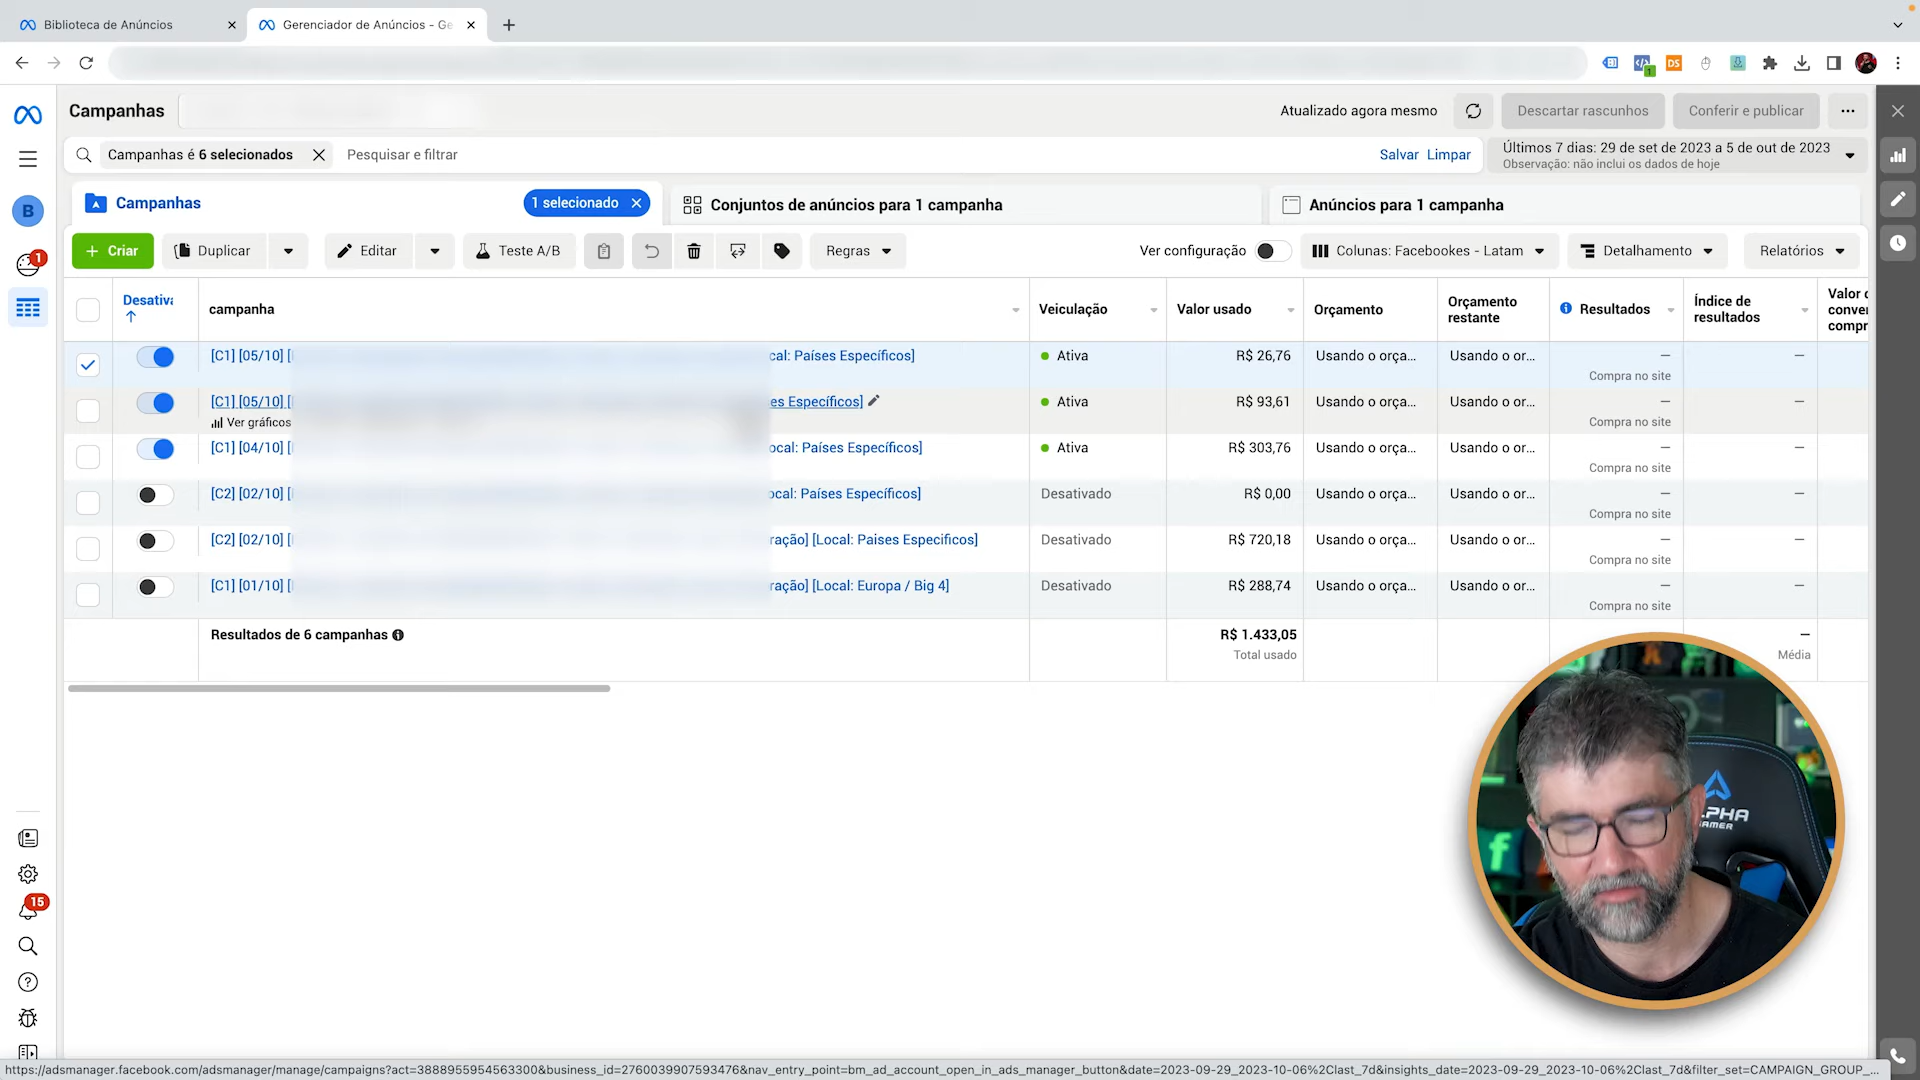 Biblioteca de Anúncios
Gerenciador de Anúncios - Ge
Campanhas
Atualizado agora mesmo
Descartar rascunhos
Conferir e publicar
Campanhas é 6 selecionados
Pesquisar e filtrar
Salvar Limpar
Últimos 7 dias: 29 de set de 2023 a 5 de out de 2023
Observação: não inclui os dados de hoje
B
1
Campanhas
1 selecionado
Conjuntos de anúncios para 1 campanha
Anúncios para 1 campanha
+ Criar
Duplicar
Editar
Teste A/B
Regras
Ver configuração
Colunas: Facebookes - Latam
Detalhamento
Relatórios
Desativa
campanha
Veiculação
Valor usado
Orçamento
Orçamento restante
Resultados
Índice de resultados
Valor d
conver
compr
[C1] [05/10] [ cal: Países Específicos] Ativa R$ 26,76 Usando o orça... Usando o or... —
Compra no site
[C1] [05/10] [ es Específicos] Ativa R$ 93,61 Usando o orça... Usando o or... —
Ver gráficos Compra no site
[C1] [04/10] [ ocal: Países Específicos] Ativa R$ 303,76 Usando o orça... Usando o or... —
Compra no site
[C2] [02/10] [ ocal: Países Específicos] Desativado R$ 0,00 Usando o orça... Usando o or... —
Compra no site
[C2] [02/10] [ ração] [Local: Paises Especificos] Desativado R$ 720,18 Usando o orça... Usando o or... —
Compra no site
[C1] [01/10] [ ração] [Local: Europa / Big 4] Desativado R$ 288,74 Usando o orça... Usando o or... —
Compra no site
Resultados de 6 campanhas R$ 1.433,05 —
Total usado Média
15
f
LPHA
GAMER
https://adsmanager.facebook.com/adsmanager/manage/campaigns?act=3888955954563300&business_id=2760039907593476&nav_entry_point=bm_ad_account_open_in_ads_manager_button&date=2023-09-29_2023-10-06%2Clast_7d&insights_date=2023-09-29_2023-10-06%2Clast_7d&filter_set=CAMPAIGN_GROUP_...